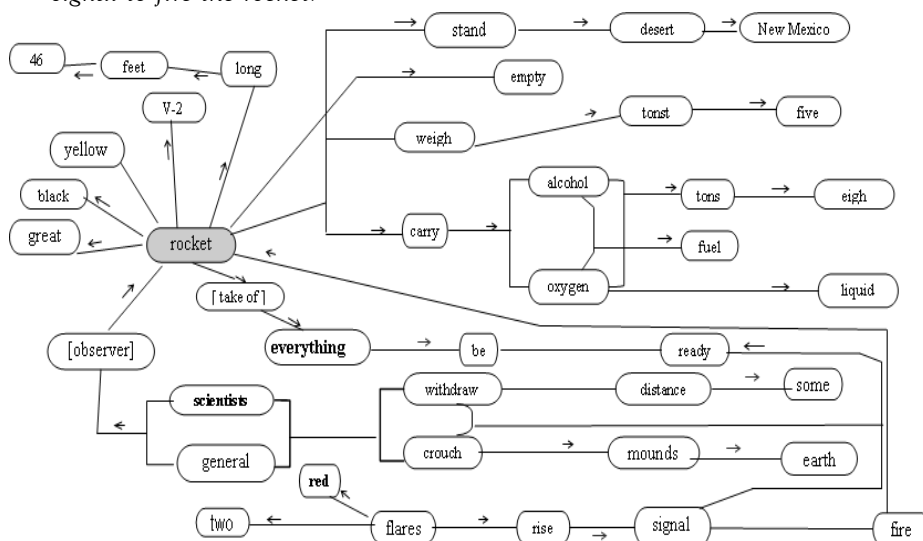 signal to fire the rocket.
stand
desert
New Mexico
46
feet
long
empty
V-2
tonst
five
weigh
yellow
alcohol
tons
eigh
black
carry
fuel
great
rocket
oxygen
liquid
[take of]
[observer]
everything
be
ready
withdraw
distance
some
scientists
general
crouch
mounds
earth
red
two
flares
rise
signal
fire